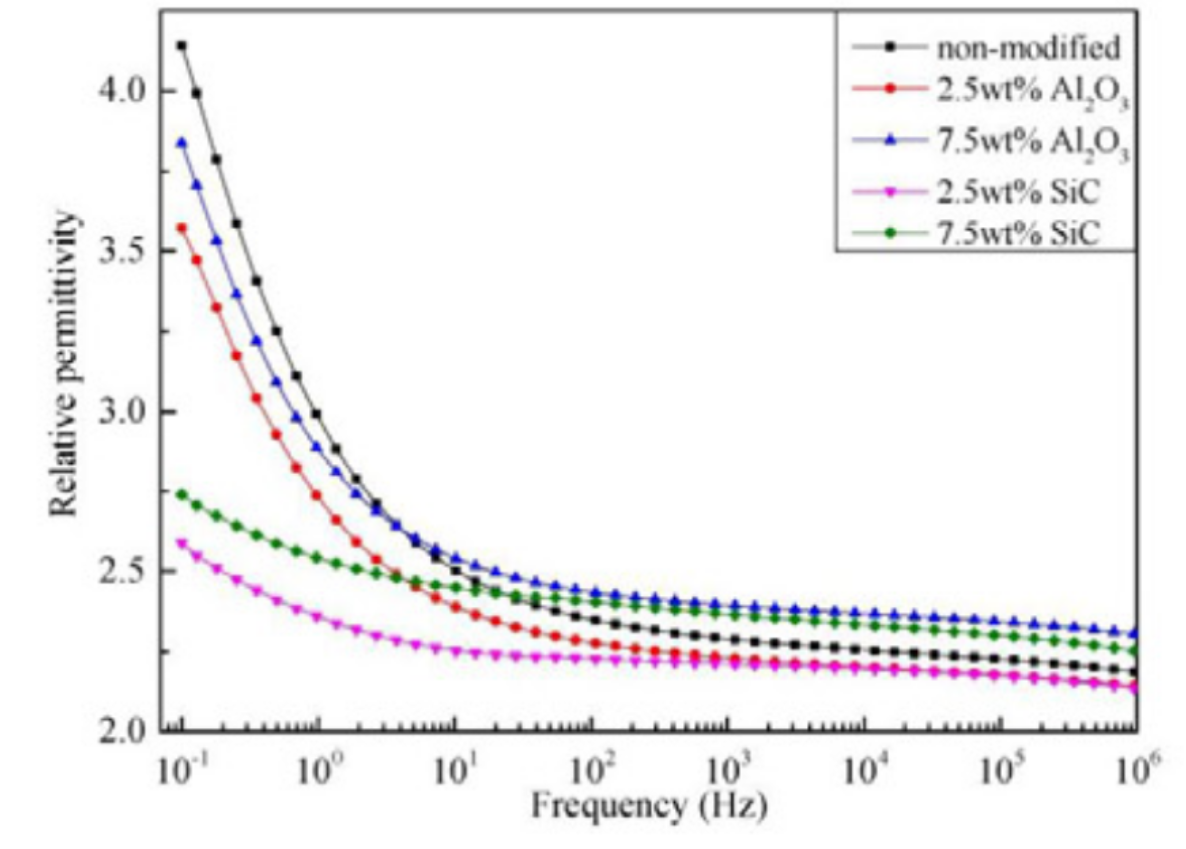 non-modified
2.5wt% Al₂O₃
7.5wt% Al₂O₃
2.5wt% SiC
7.5wt% SiC
4.0
3.5
3.0
2.5
2.0
Relative permittivity
10⁻¹ 10⁰ 10¹ 10² 10³ 10⁴ 10⁵ 10⁶
Frequency (Hz)